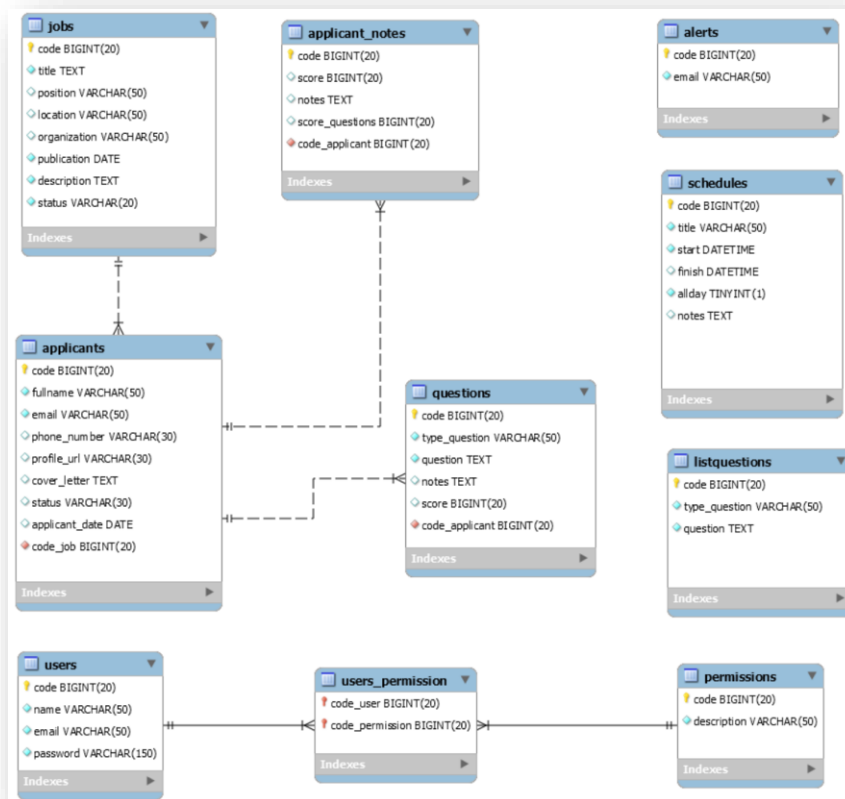 jobs
code BIGINT(20)
title TEXT
position VARCHAR(50)
location VARCHAR(50)
organization VARCHAR(50)
publication DATE
description TEXT
status VARCHAR(20)
Indexes
applicant_notes
code BIGINT(20)
score BIGINT(20)
notes TEXT
score_questions BIGINT(20)
code_applicant BIGINT(20)
Indexes
alerts
code BIGINT(20)
email VARCHAR(50)
Indexes
schedules
code BIGINT(20)
title VARCHAR(50)
start DATETIME
finish DATETIME
allday TINYINT(1)
notes TEXT
Indexes
applicants
code BIGINT(20)
fullname VARCHAR(50)
email VARCHAR(50)
phone_number VARCHAR(30)
profile_url VARCHAR(30)
cover_letter TEXT
status VARCHAR(30)
applicant_date DATE
code_job BIGINT(20)
Indexes
questions
code BIGINT(20)
type_question VARCHAR(50)
question TEXT
notes TEXT
score BIGINT(20)
code_applicant BIGINT(20)
Indexes
listquestions
code BIGINT(20)
type_question VARCHAR(50)
question TEXT
Indexes
users
code BIGINT(20)
name VARCHAR(50)
email VARCHAR(50)
password VARCHAR(150)
Indexes
users_permission
code_user BIGINT(20)
code_permission BIGINT(20)
Indexes
permissions
code BIGINT(20)
description VARCHAR(50)
Indexes